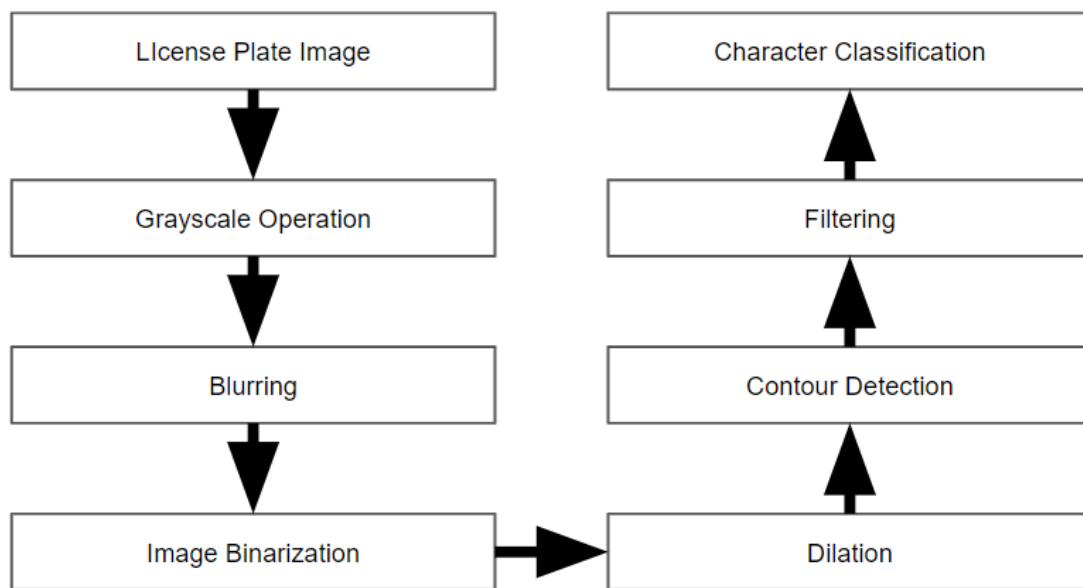 LIcense Plate Image
Grayscale Operation
Blurring
Image Binarization
Dilation
Contour Detection
Filtering
Character Classification